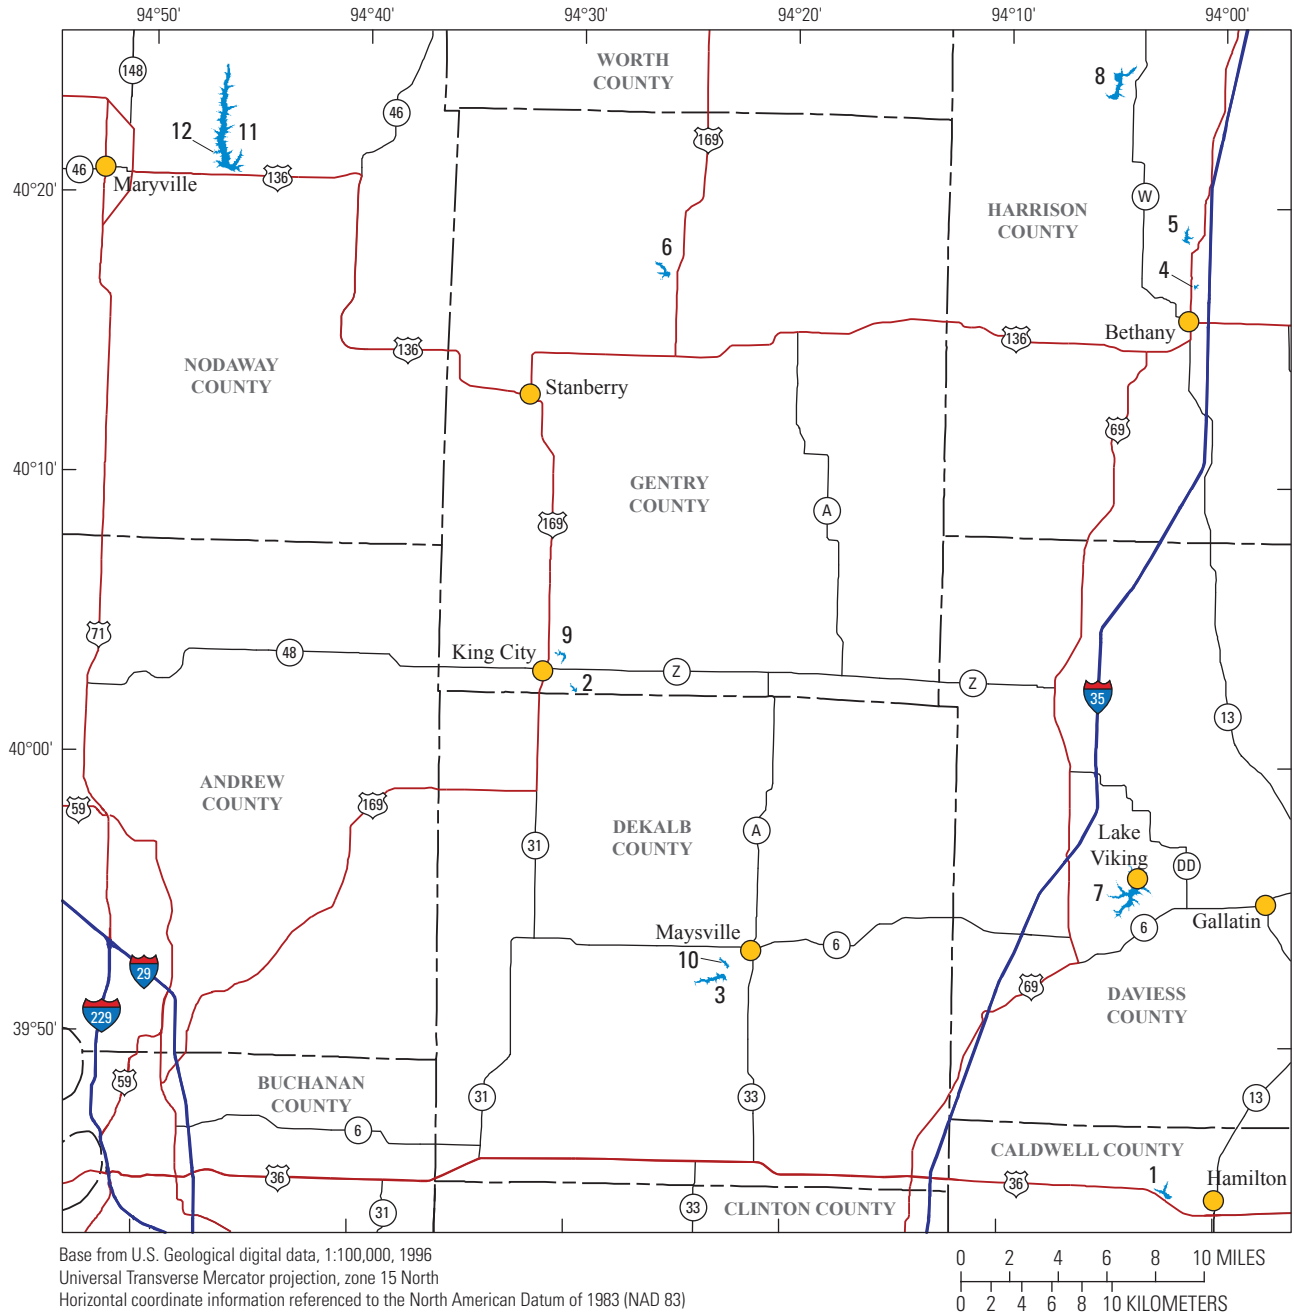 94°50'
94°40'
94°30'
94°20'
94°10'
94°00'
148
WORTH
COUNTY
8
46
12
11
169
46
Maryville
136
40°20'
W
HARRISON
COUNTY
5
6
4
Bethany
136
136
NODAWAY
COUNTY
Stanberry
69
40°10'
GENTRY
COUNTY
A
169
71
9
48
King City
Z
2
Z
35
13
40°00'
ANDREW
COUNTY
59
169
DEKALB
COUNTY
A
31
Lake
Viking
DD
7
Gallatin
6
Maysville
6
10
3
29
69
DAVIESS
COUNTY
229
39°50'
59
BUCHANAN
COUNTY
31
33
13
6
CALDWELL COUNTY
36
36
1
Hamilton
31
33
CLINTON COUNTY
Base from U.S. Geological digital data, 1:100,000, 1996
Universal Transverse Mercator projection, zone 15 North
Horizontal coordinate information referenced to the North American Datum of 1983 (NAD 83)
0 2 4 6 8 10 MILES
0 2 4 6 8 10 KILOMETERS